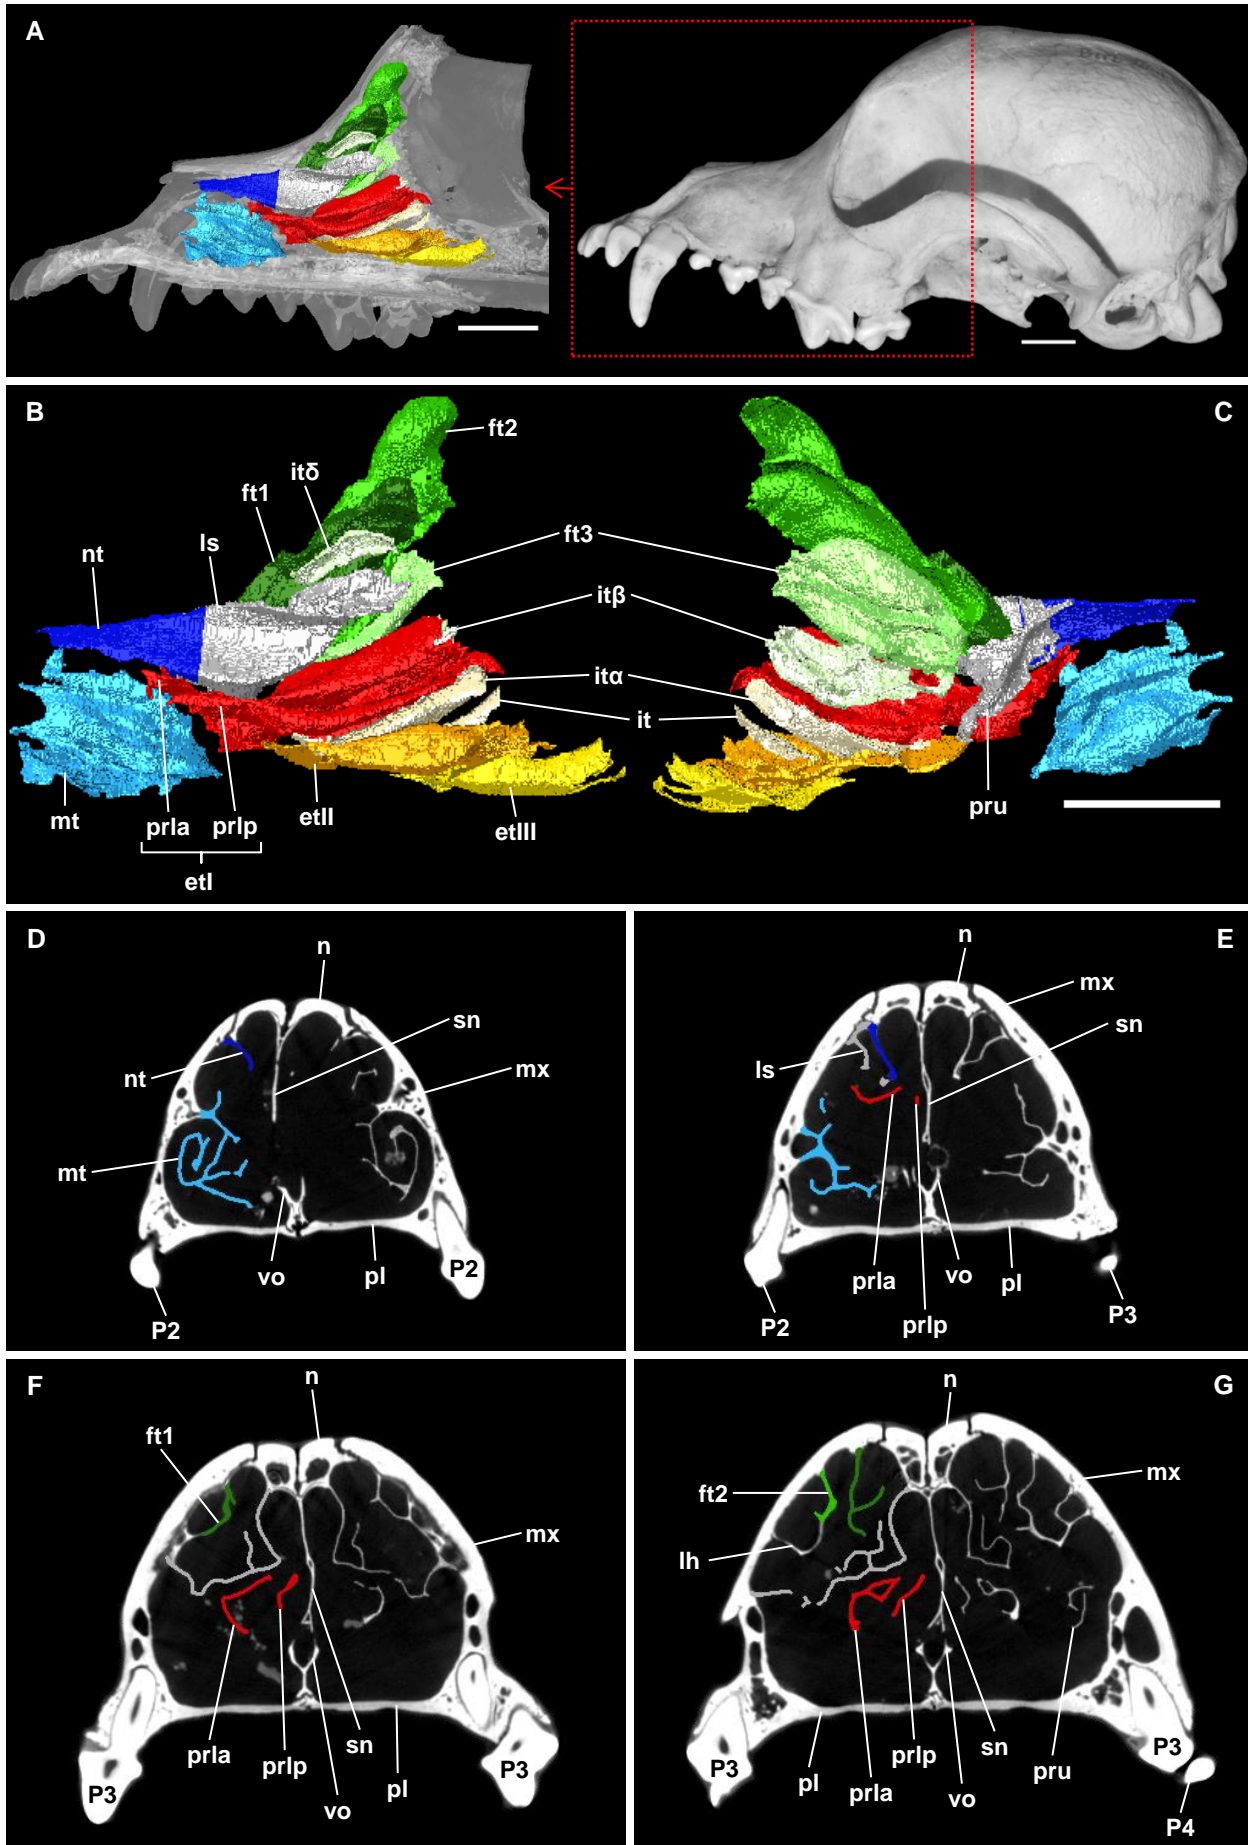 A
B
C
ft2
itδ
ft1
ft3
nt
ls
itβ
itα
it
mt
prla
prlp
etII
etIII
etI
pru
D
n
sn
nt
mx
mt
vo
pl
P2
P2
E
n
mx
sn
ls
prla
prlp
vo
pl
P2
P3
F
n
ft1
mx
prla
prlp
sn
vo
pl
P3
P3
G
n
mx
ft2
lh
pl
prla
prlp
vo
sn
pru
P3
P3
P4